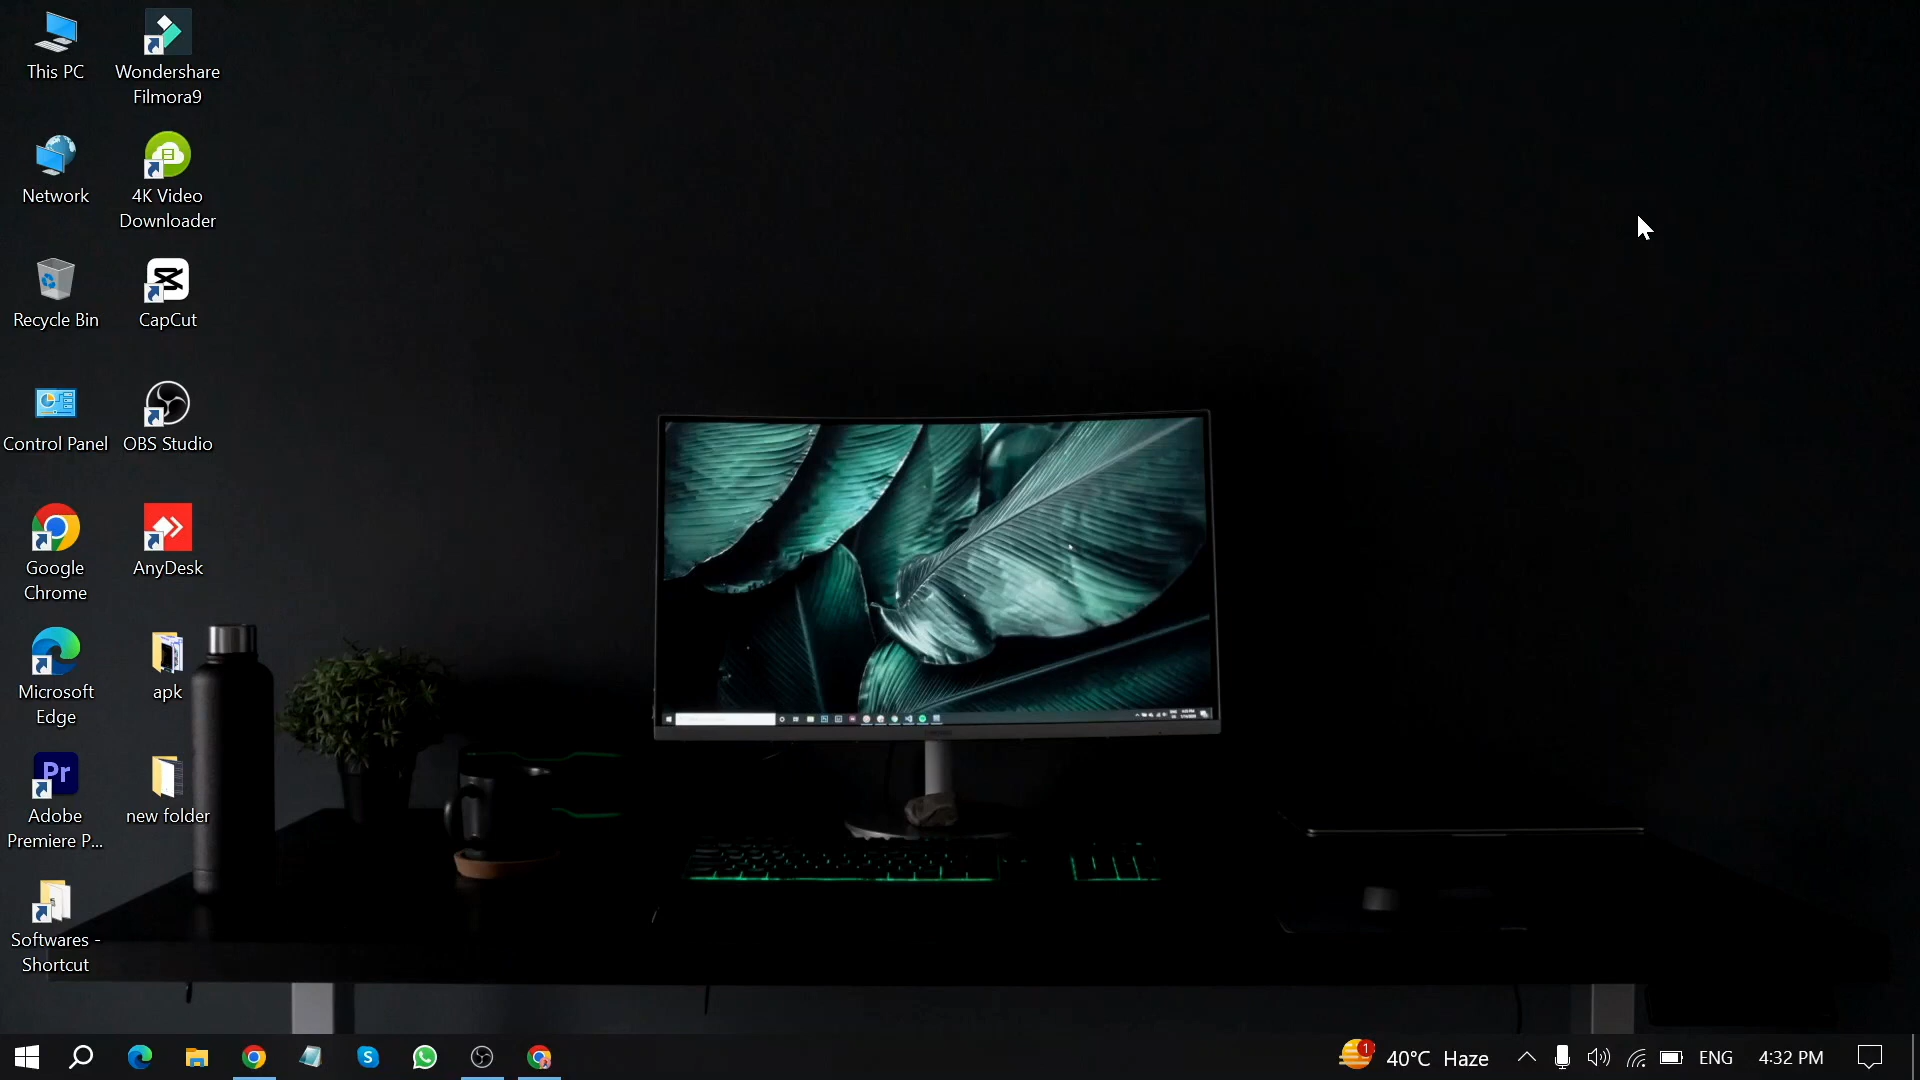 This PC
Wondershare
Filmora9
Network
4K Video
Downloader
Recycle Bin
CapCut
Control Panel
OBS Studio
Google
Chrome
AnyDesk
Microsoft
Edge
apk
Pr
Adobe
Premiere P...
new folder
Softwares -
Shortcut
1
40°C Haze
ENG
4:32 PM